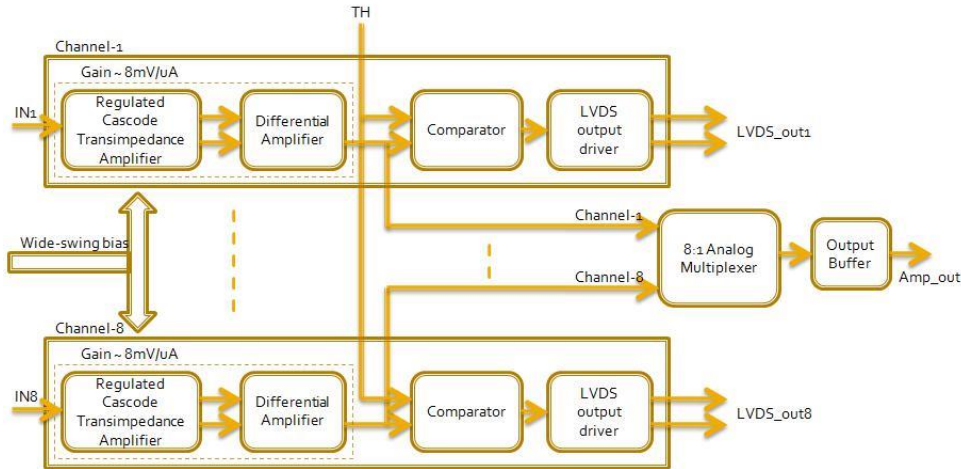 TH
Channel-1
Gain ~ 8mV/uA
IN1
Regulated
Cascode
Transimpedance
Amplifier
Differential
Amplifier
Comparator
LVDS
output
driver
LVDS_out1
Wide-swing bias
Channel-1
Channel-8
8:1 Analog
Multiplexer
Output
Buffer
Amp_out
Channel-8
Gain ~ 8mV/uA
IN8
Regulated
Cascode
Transimpedance
Amplifier
Differential
Amplifier
Comparator
LVDS
output
driver
LVDS_out8